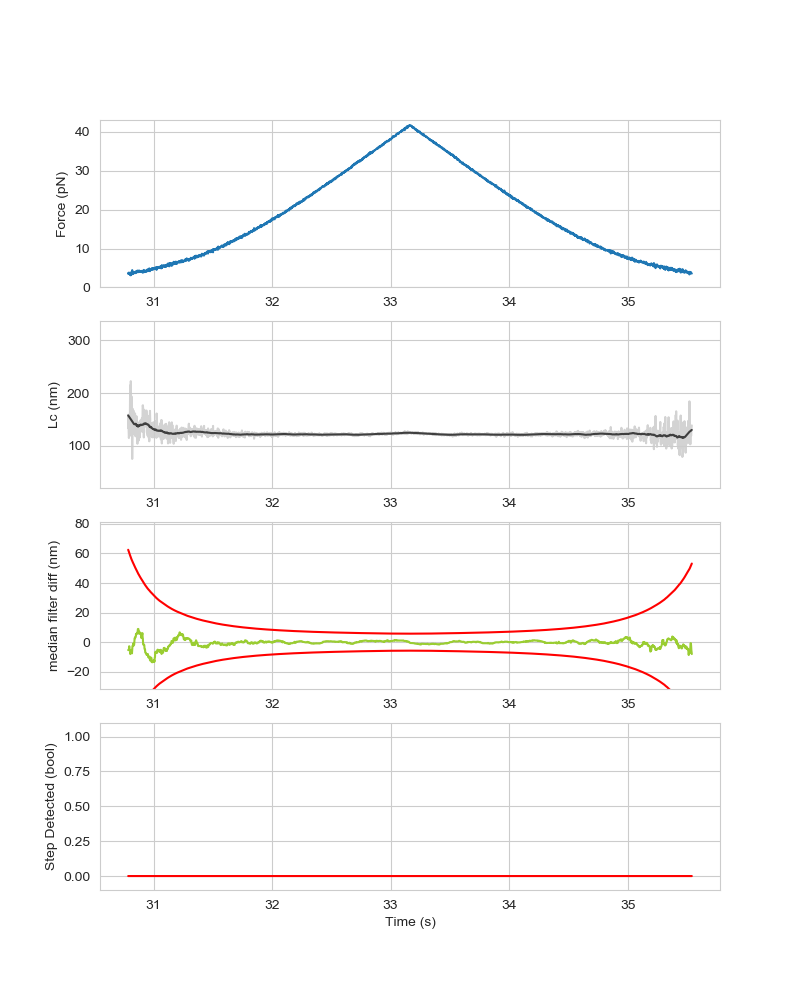 40
30
20
10
0
Force (pN)
31 32 33 34 35
300
200
100
Lc (nm)
31 32 33 34 35
80
60
40
20
0
−20
median filter diff (nm)
31 32 33 34 35
1.00
0.75
0.50
0.25
0.00
Step Detected (bool)
31 32 33 34 35
Time (s)